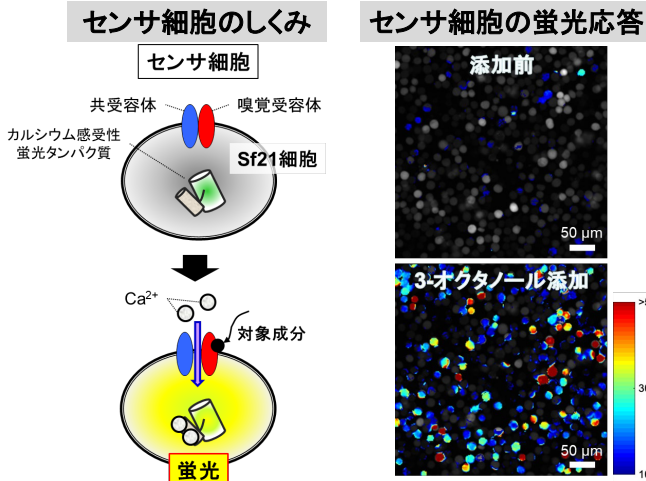 センサ細胞のしくみ
センサ細胞
共受容体
嗅覚受容体
カルシウム感受性
蛍光タンパク質
Sf21細胞
Ca2+
対象成分
蛍光
センサ細胞の蛍光応答
添加前
50 μm
3-オクタノール添加
50 μm
30
10